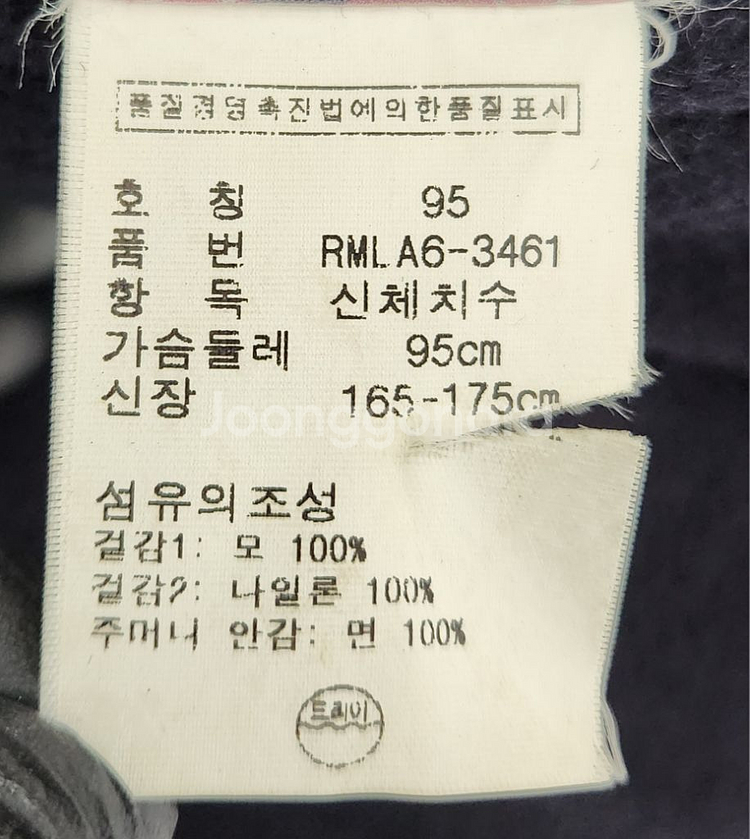 품질경영촉진법에의한품질표시
호 칭 95
품 번 RMLA6-3461
항 목 신체치수
가슴둘레 95cm
신장 165-175cm
Joonggonara
섬유의조성
겉감1: 모 100%
겉감2: 나일론 100%
주머니 안감: 면 100%
드라이